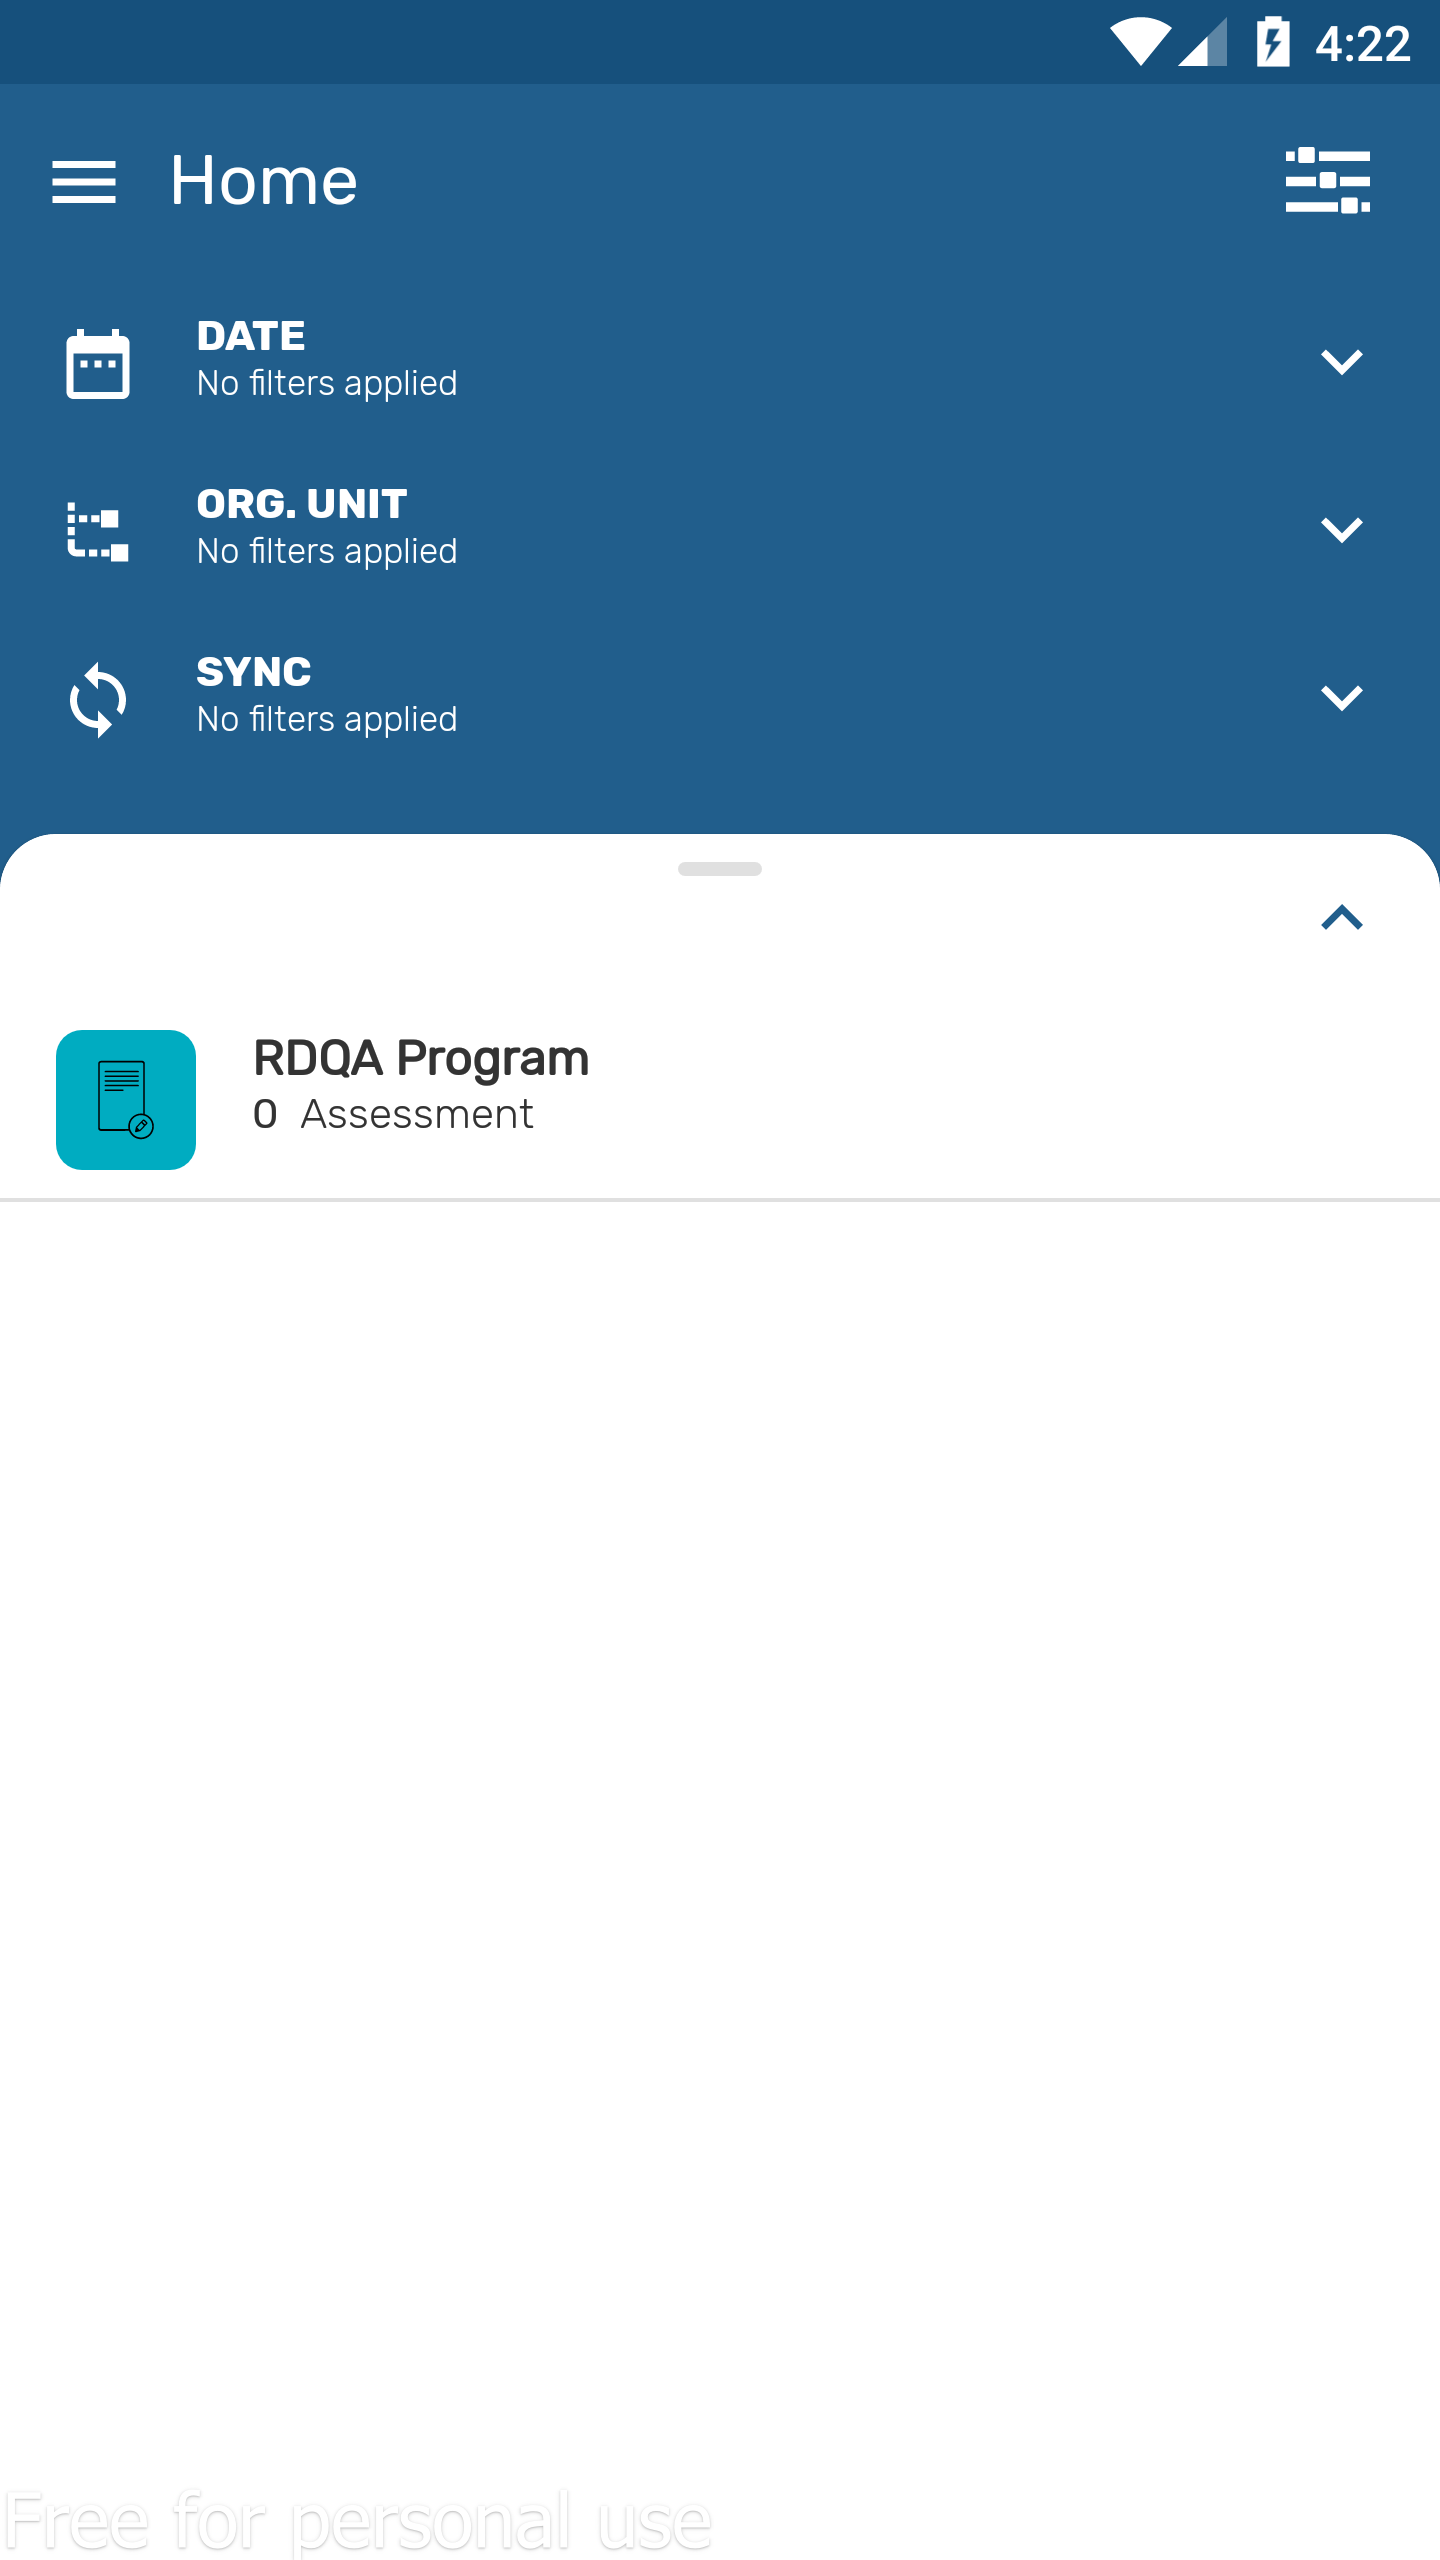 4:22
Home
DATE
No filters applied
ORG. UNIT
No filters applied
SYNC
No filters applied
RDQA Program
0 Assessment
Free for personal use